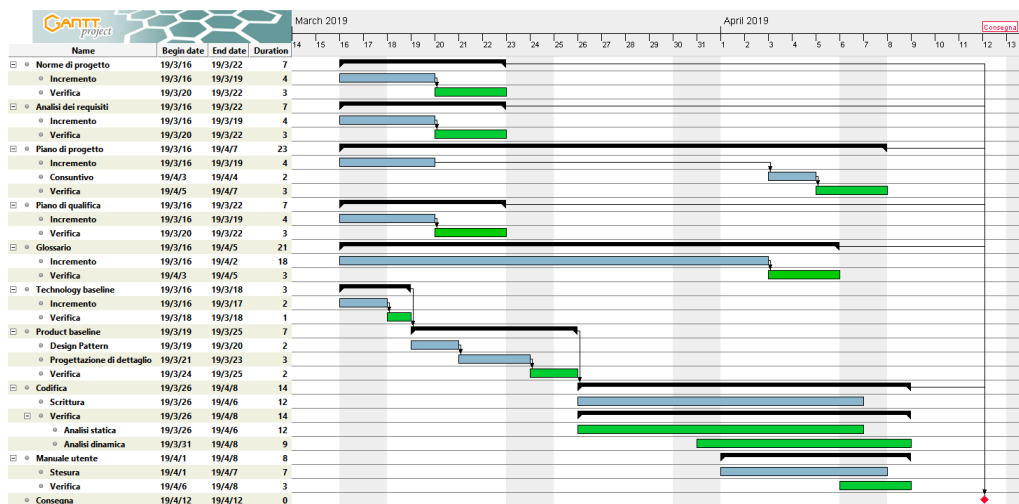 GANTT
project
March 2019
April 2019
Consegna
Name Begin date End date Duration
14 15 16 17 18 19 20 21 22 23 24 25 26 27 28 29 30 31 1 2 3 4 5 6 7 8 9 10 11 12 13
Norme di progetto 19/3/16 19/3/22 7
Incremento 19/3/16 19/3/19 4
Verifica 19/3/20 19/3/22 3
Analisi dei requisiti 19/3/16 19/3/22 7
Incremento 19/3/16 19/3/19 4
Verifica 19/3/20 19/3/22 3
Piano di progetto 19/3/16 19/4/7 23
Incremento 19/3/16 19/3/19 4
Consuntivo 19/4/3 19/4/4 2
Verifica 19/4/5 19/4/7 3
Piano di qualifica 19/3/16 19/3/22 7
Incremento 19/3/16 19/3/19 4
Verifica 19/3/20 19/3/22 3
Glossario 19/3/16 19/4/5 21
Incremento 19/3/16 19/4/2 18
Verifica 19/4/3 19/4/5 3
Technology baseline 19/3/16 19/3/18 3
Incremento 19/3/16 19/3/17 2
Verifica 19/3/18 19/3/18 1
Product baseline 19/3/19 19/3/25 7
Design Pattern 19/3/19 19/3/20 2
Progettazione di dettaglio 19/3/21 19/3/23 3
Verifica 19/3/24 19/3/25 2
Codifica 19/3/26 19/4/8 14
Scrittura 19/3/26 19/4/6 12
Verifica 19/3/26 19/4/8 14
Analisi statica 19/3/26 19/4/6 12
Analisi dinamica 19/3/31 19/4/8 9
Manuale utente 19/4/1 19/4/8 8
Stesura 19/4/1 19/4/7 7
Verifica 19/4/6 19/4/8 3
Consegna 19/4/12 19/4/12 0